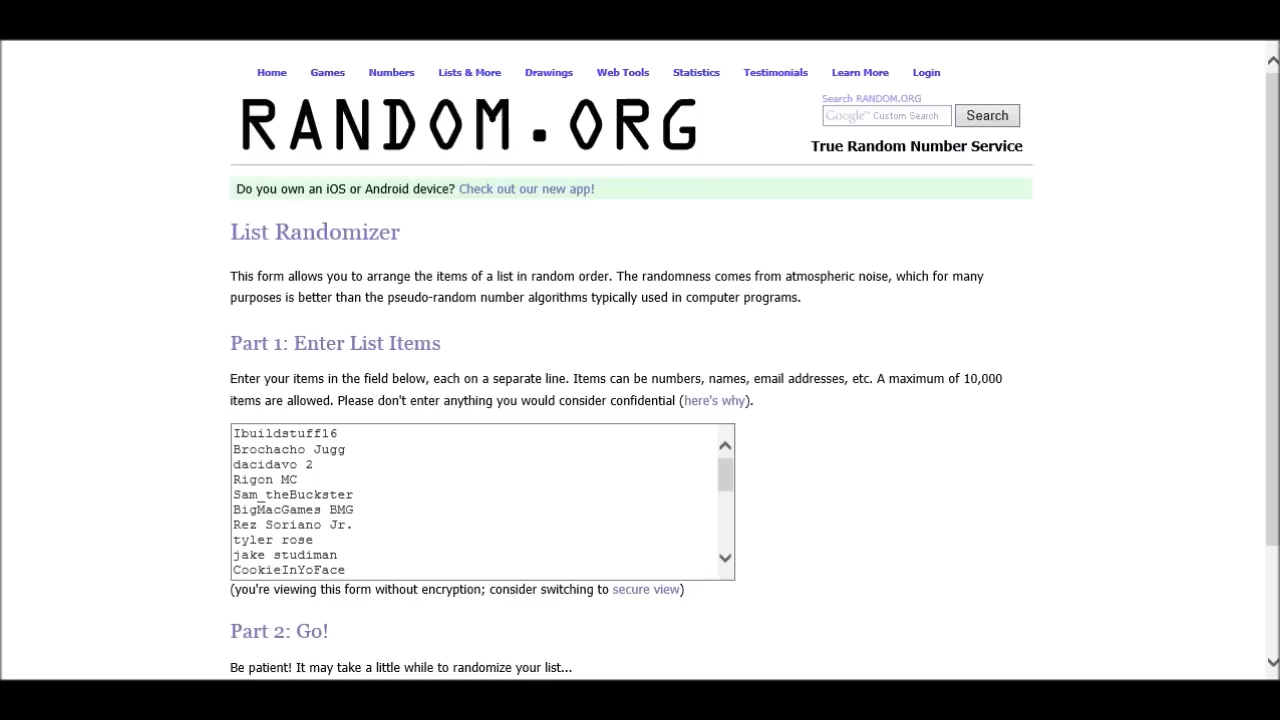 Home Games Numbers Lists & More Drawings Web Tools Statistics Testimonials Learn More Login
RANDOM.ORG
Search RANDOM.ORG
Google™ Custom Search Search
True Random Number Service
Do you own an iOS or Android device? Check out our new app!
List Randomizer
This form allows you to arrange the items of a list in random order. The randomness comes from atmospheric noise, which for many
purposes is better than the pseudo-random number algorithms typically used in computer programs.
Part 1: Enter List Items
Enter your items in the field below, each on a separate line. Items can be numbers, names, email addresses, etc. A maximum of 10,000
items are allowed. Please don't enter anything you would consider confidential (here's why).
Ibuildstuff16
Brochacho Jugg
dacidavo 2
Rigon MC
Sam_theBuckster
BigMacGames BMG
Rez Soriano Jr.
tyler rose
jake studiman
CookieInYoFace
(you're viewing this form without encryption; consider switching to secure view)
Part 2: Go!
Be patient! It may take a little while to randomize your list...